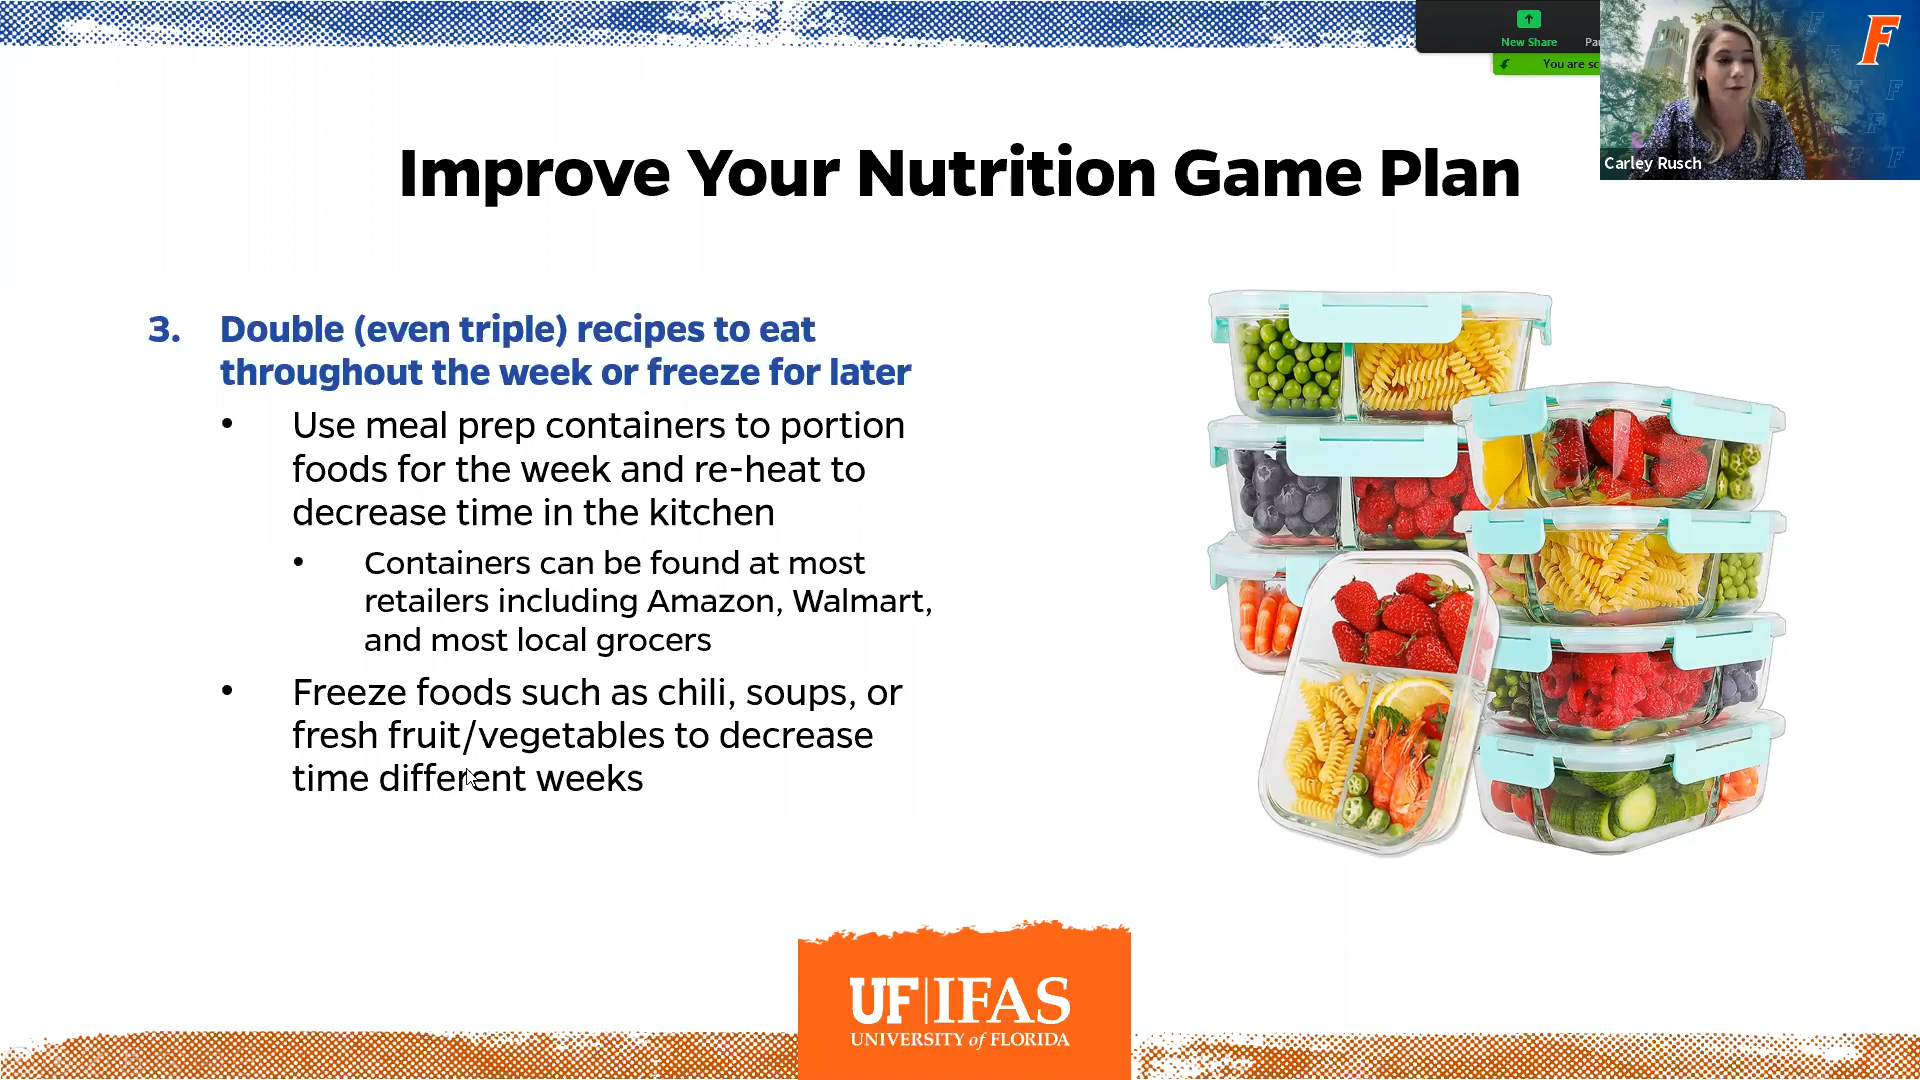 New Share
You are sc
F
Carley Rusch
Improve Your Nutrition Game Plan
3. Double (even triple) recipes to eat
throughout the week or freeze for later
• Use meal prep containers to portion
foods for the week and re-heat to
decrease time in the kitchen
• Containers can be found at most
retailers including Amazon, Walmart,
and most local grocers
• Freeze foods such as chili, soups, or
fresh fruit/vegetables to decrease
time different weeks
UF|IFAS
UNIVERSITY of FLORIDA